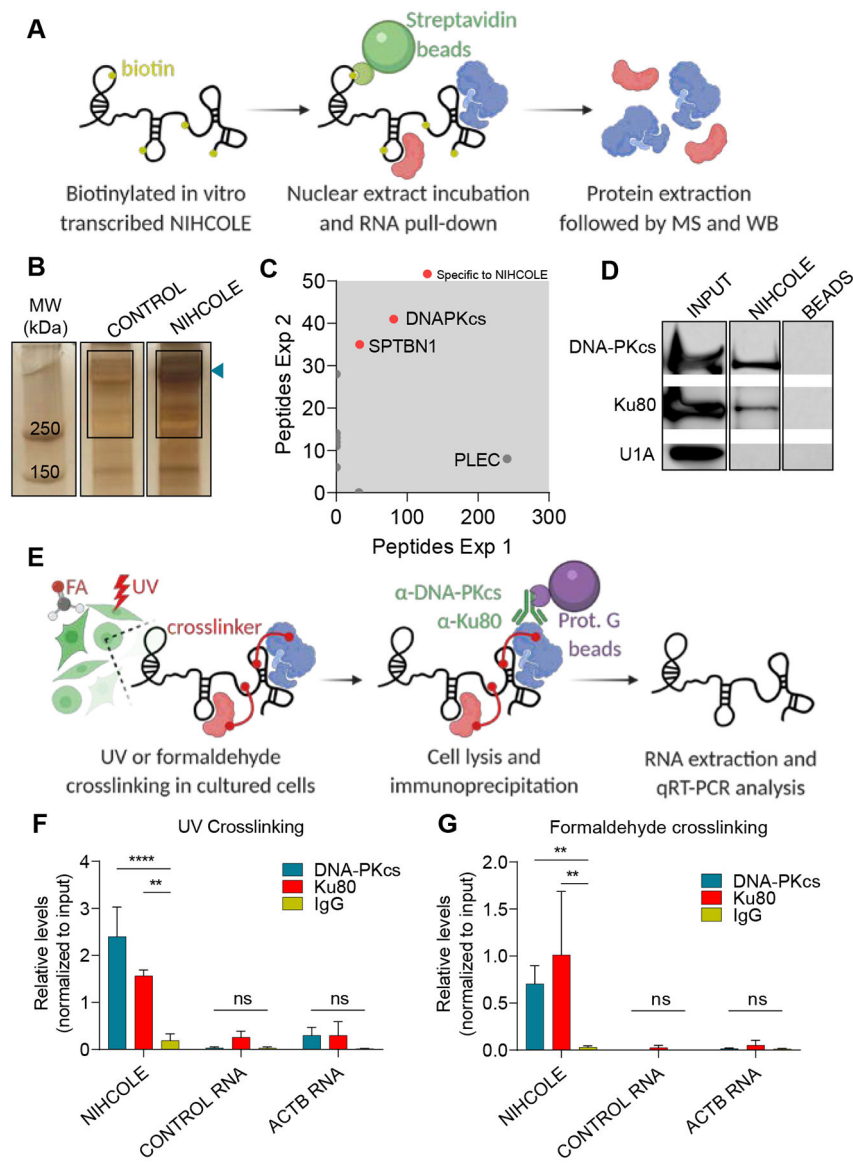 A
biotin
Streptavidin
beads
Biotinylated in vitro
transcribed NIHCOLE
Nuclear extract incubation
and RNA pull-down
Protein extraction
followed by MS and WB
B
MW
(kDa)
CONTROL
NIHCOLE
250
150
C
Specific to NIHCOLE
Peptides Exp 2
50
40
30
20
10
0
DNAPKcs
SPTBN1
PLEC
0
100
200
300
Peptides Exp 1
D
INPUT
NIHCOLE
BEADS
DNA-PKcs
Ku80
U1A
E
FA
UV
crosslinker
α-DNA-PKcs
α-Ku80
Prot. G
beads
UV or formaldehyde
crosslinking in cultured cells
Cell lysis and
immunoprecipitation
RNA extraction and
qRT-PCR analysis
F
UV Crosslinking
Relative levels
(normalized to input)
4
3
2
1
0
****
**
ns
ns
DNA-PKcs
Ku80
IgG
NIHCOLE
CONTROL RNA
ACTB RNA
G
Formaldehyde crosslinking
Relative levels
(normalized to input)
2.0
1.5
1.0
0.5
0.0
**
**
ns
ns
DNA-PKcs
Ku80
IgG
NIHCOLE
CONTROL RNA
ACTB RNA